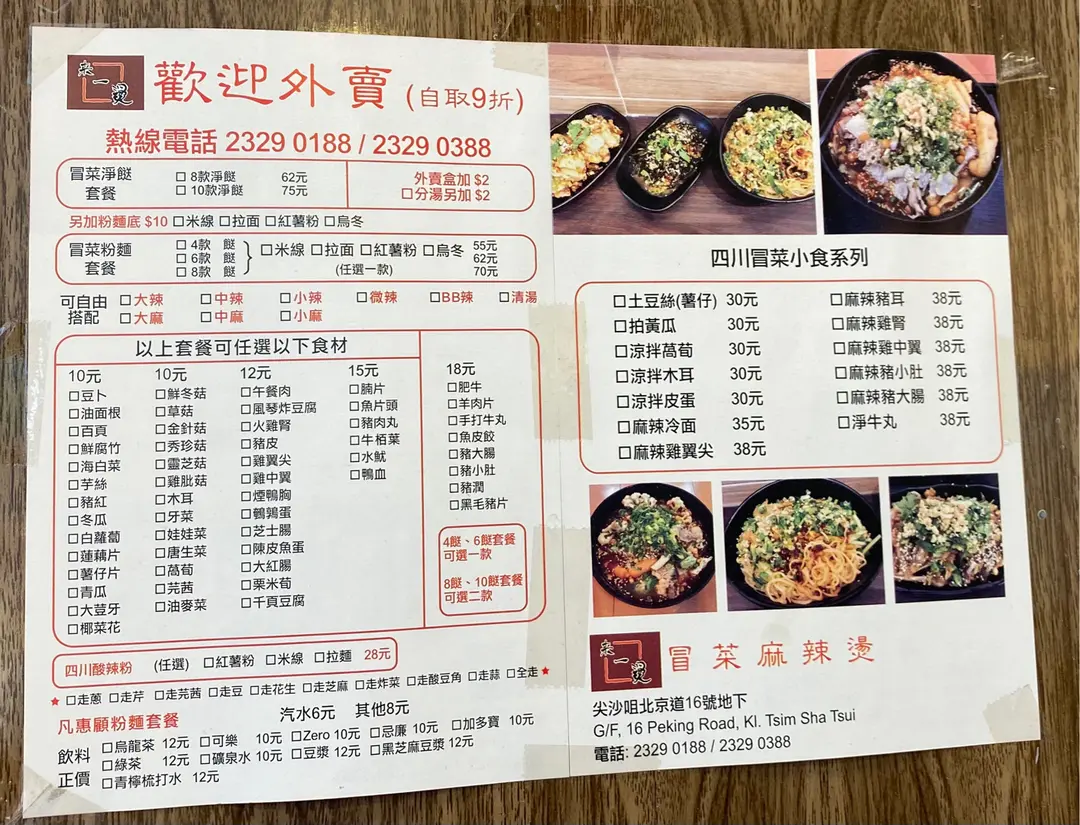 來一燙
歡迎外賣 (自取9折)
熱線電話 2329 0188 / 2329 0388
冒菜淨餸套餐
□ 8款淨餸 62元
□ 10款淨餸 75元
外賣盒加 $2
□分湯另加 $2
另加粉麵底 $10 □米線 □拉面 □紅薯粉 □烏冬
冒菜粉麵套餐
□ 4款 餸
□ 6款 餸
□ 8款 餸
□米線 □拉面 □紅薯粉 □烏冬
(任選一款)
55元
62元
70元
可自由搭配
□大辣 □中辣 □小辣 □微辣 □BB辣 □清湯
□大麻 □中麻 □小麻
以上套餐可任選以下食材
10元
□豆卜
□油面根
□百頁
□鮮腐竹
□海白菜
□芋絲
□豬紅
□冬瓜
□白蘿蔔
□蓮藕片
□薯仔片
□青瓜
□大荳牙
□椰菜花
10元
□鮮冬菇
□草菇
□金針菇
□秀珍菇
□靈芝菇
□雞肶菇
□木耳
□牙菜
□娃娃菜
□唐生菜
□萵荀
□芫茜
□油麥菜
12元
□午餐肉
□風琴炸豆腐
□火雞腎
□豬皮
□雞翼尖
□雞中翼
□煙鴨胸
□鵪鶉蛋
□芝士腸
□陳皮魚蛋
□大紅腸
□栗米荀
□千頁豆腐
15元
□腩片
□魚片頭
□豬肉丸
□牛栢葉
□水魷
□鴨血
18元
□肥牛
□羊肉片
□手打牛丸
□魚皮餃
□豬大腸
□豬小肚
□豬潤
□黑毛豬片
4餸、6餸套餐
可選一款
8餸、10餸套餐
可選二款
四川酸辣粉 (任選) □紅薯粉 □米線 □拉麵 28元
★ □走蔥 □走芹 □走芫茜 □走豆 □走花生 □走芝麻 □走炸菜 □走酸豆角 □走蒜 □全走 ★
凡惠顧粉麵套餐 汽水6元 其他8元
飲料正價
□烏龍茶 12元 □可樂 10元 □Zero 10元 □忌廉 10元 □加多寶 10元
□綠茶 12元 □礦泉水 10元 □豆漿 12元 □黑芝麻豆漿 12元
□青檸梳打水 12元
四川冒菜小食系列
□土豆絲(薯仔) 30元
□拍黃瓜 30元
□涼拌萵荀 30元
□涼拌木耳 30元
□涼拌皮蛋 30元
□麻辣冷面 35元
□麻辣雞翼尖 38元
□麻辣豬耳 38元
□麻辣雞腎 38元
□麻辣雞中翼 38元
□麻辣豬小肚 38元
□麻辣豬大腸 38元
□淨牛丸 38元
來一燙
冒菜麻辣燙
尖沙咀北京道16號地下
G/F, 16 Peking Road, Kl. Tsim Sha Tsui
電話: 2329 0188 / 2329 0388